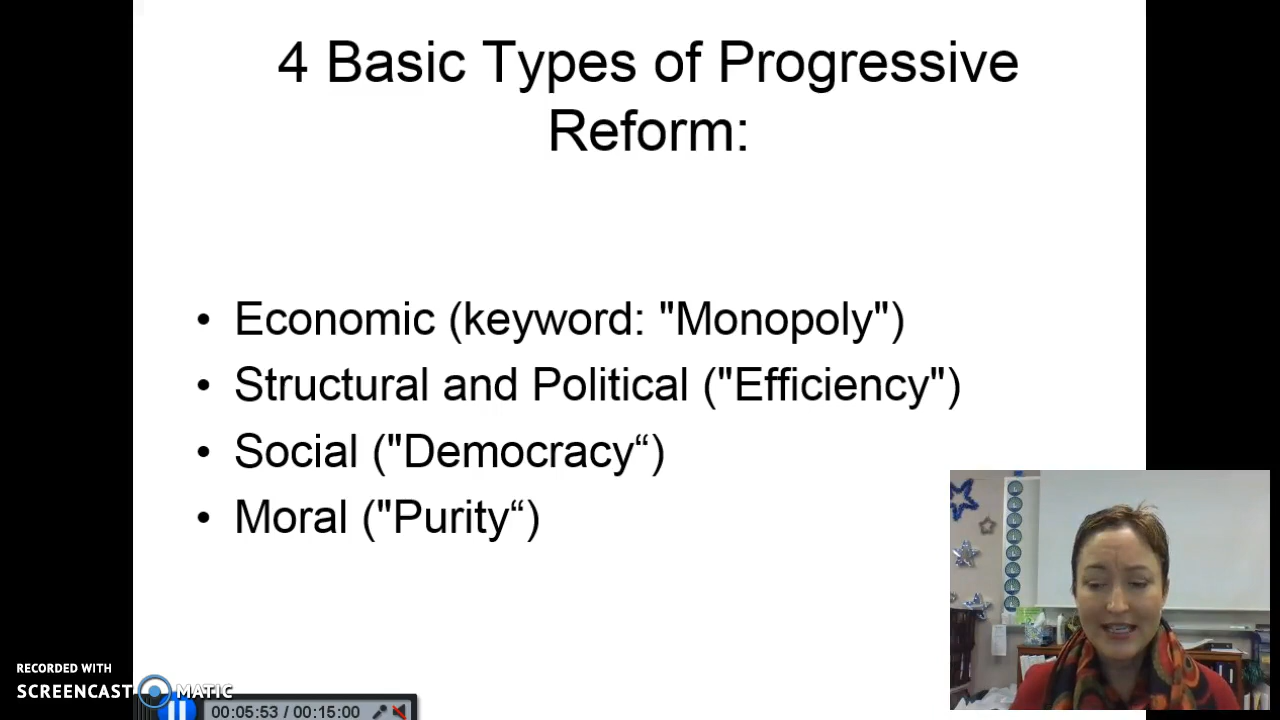 4 Basic Types of Progressive
Reform:
• Economic (keyword: "Monopoly")
• Structural and Political ("Efficiency")
• Social ("Democracy“)
• Moral ("Purity“)
RECORDED WITH
SCREENCAST MATIC
00:05:53 / 00:15:00